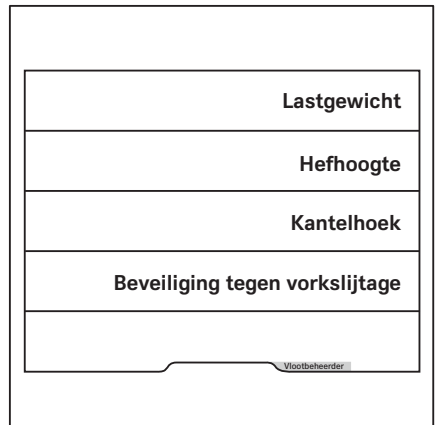 Lastgewicht
Hefhoogte
Kantelhoek
Beveiliging tegen vorkslijtage
Vlootbeheerder